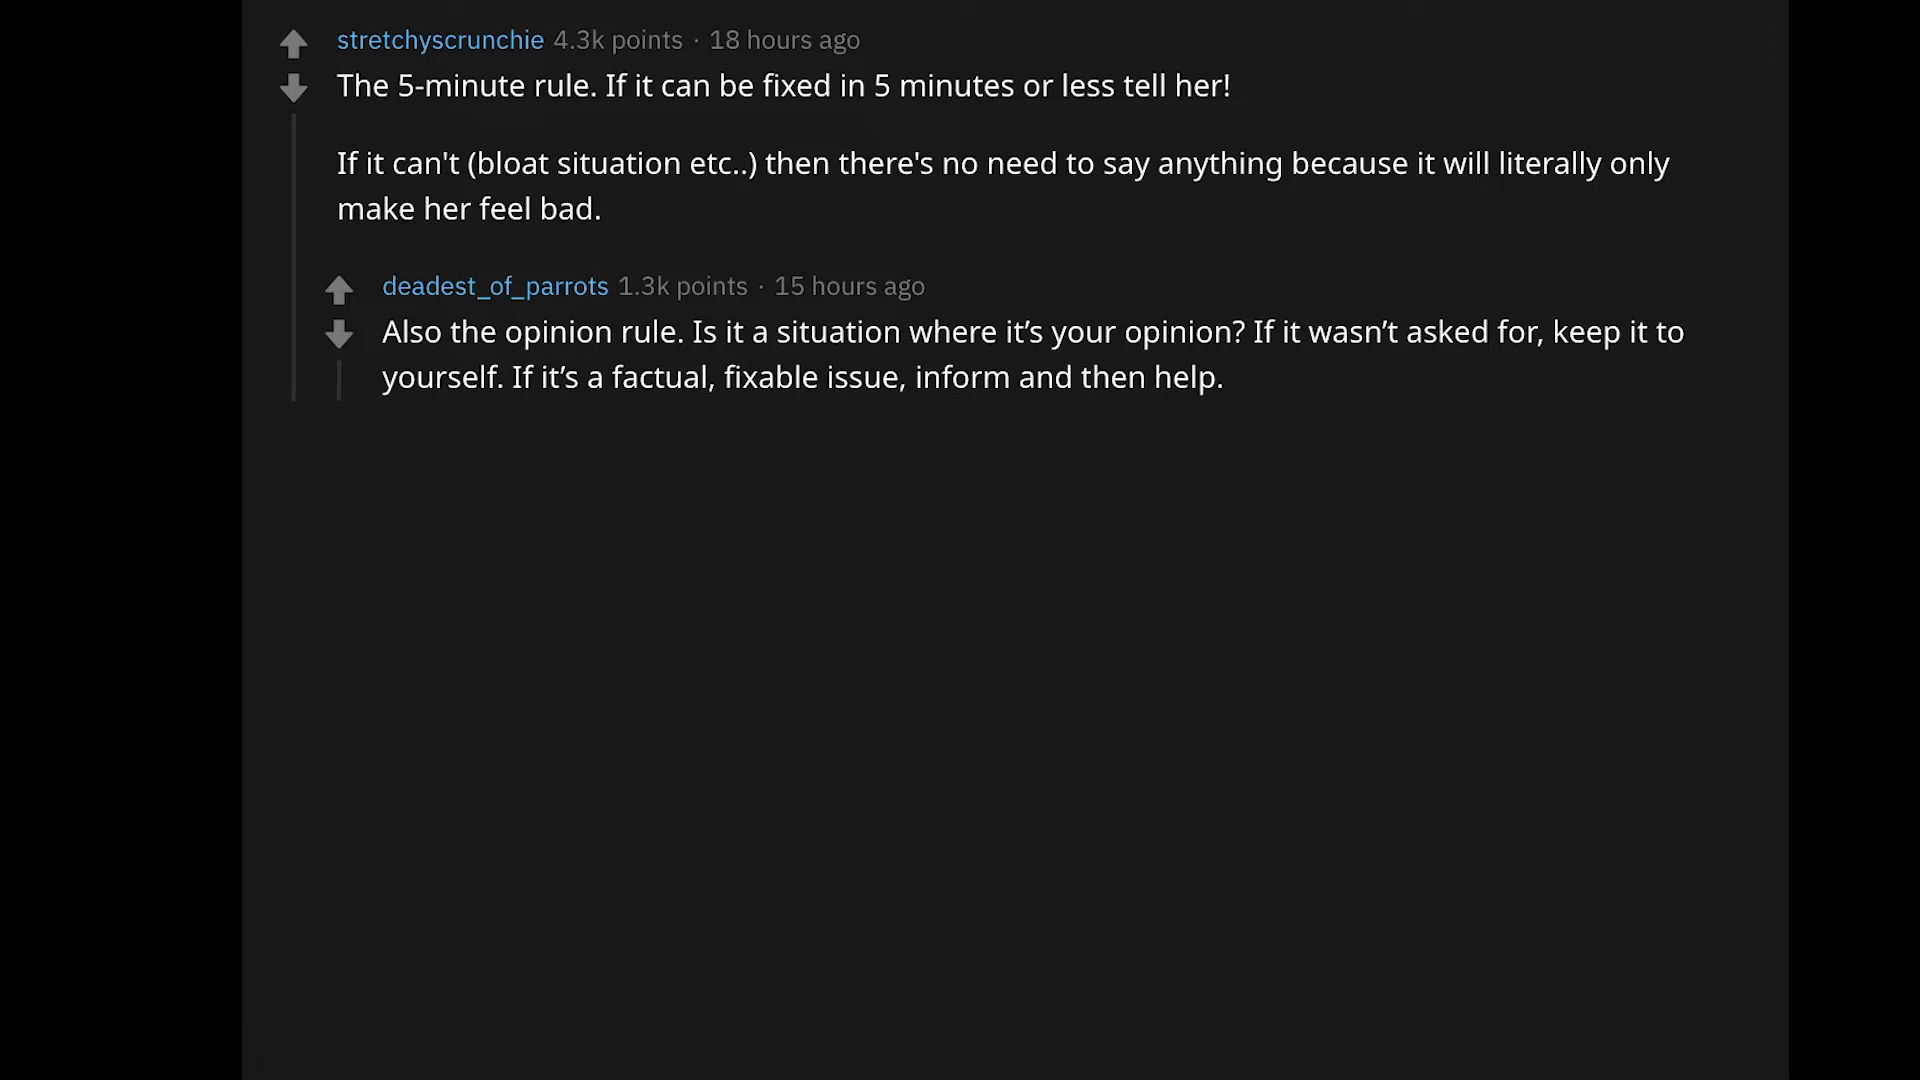 stretchyscrunchie 4.3k points · 18 hours ago
The 5-minute rule. If it can be fixed in 5 minutes or less tell her!
If it can't (bloat situation etc..) then there's no need to say anything because it will literally only
make her feel bad.
deadest_of_parrots 1.3k points · 15 hours ago
Also the opinion rule. Is it a situation where it’s your opinion? If it wasn’t asked for, keep it to
yourself. If it’s a factual, fixable issue, inform and then help.